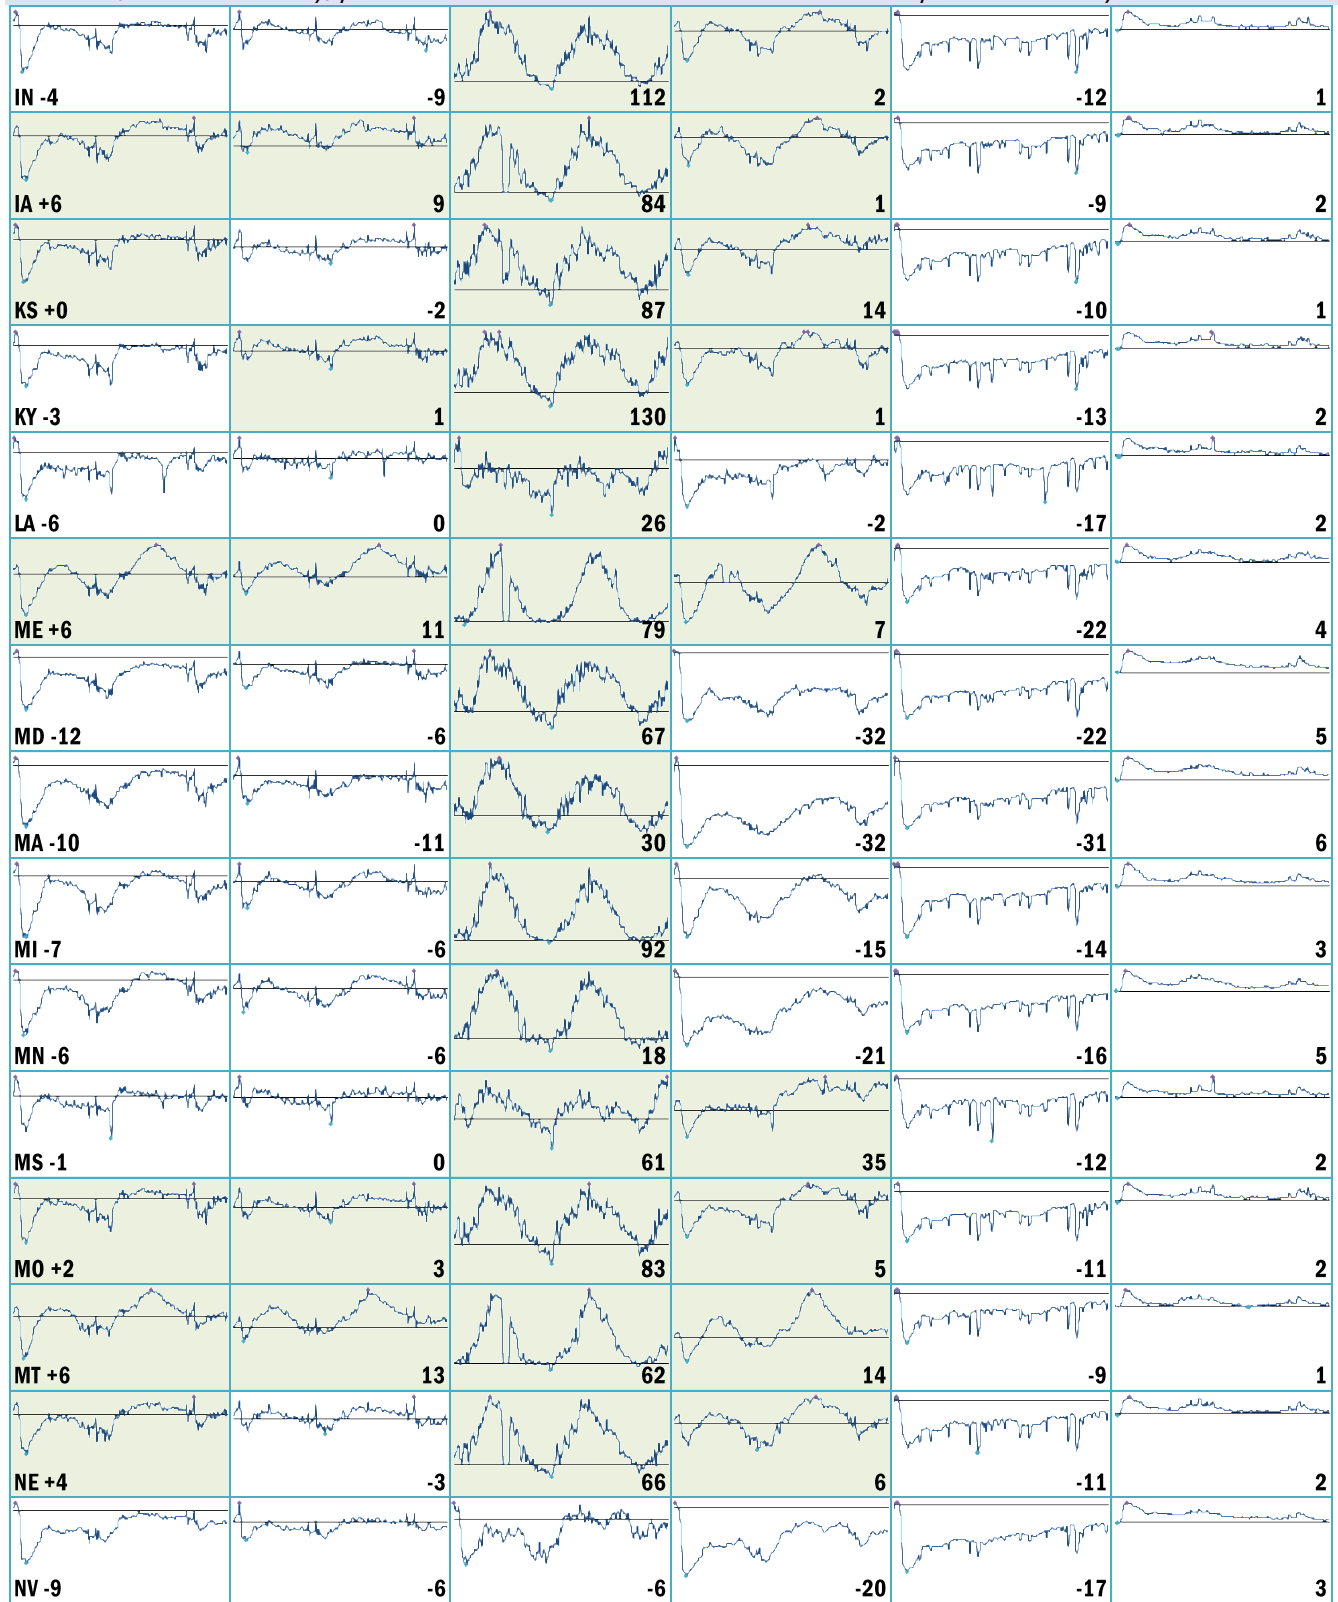 IN -4 -9 112 2 -12 1
IA +6 9 84 1 -9 2
KS +0 -2 87 14 -10 1
KY -3 1 130 1 -13 2
LA -6 0 26 -2 -17 2
ME +6 11 79 7 -22 4
MD -12 -6 67 -32 -22 5
MA -10 -11 30 -32 -31 6
MI -7 -6 92 -15 -14 3
MN -6 -6 18 -21 -16 5
MS -1 0 61 35 -12 2
MO +2 3 83 5 -11 2
MT +6 13 62 14 -9 1
NE +4 -3 66 6 -11 2
NV -9 -6 -6 -20 -17 3